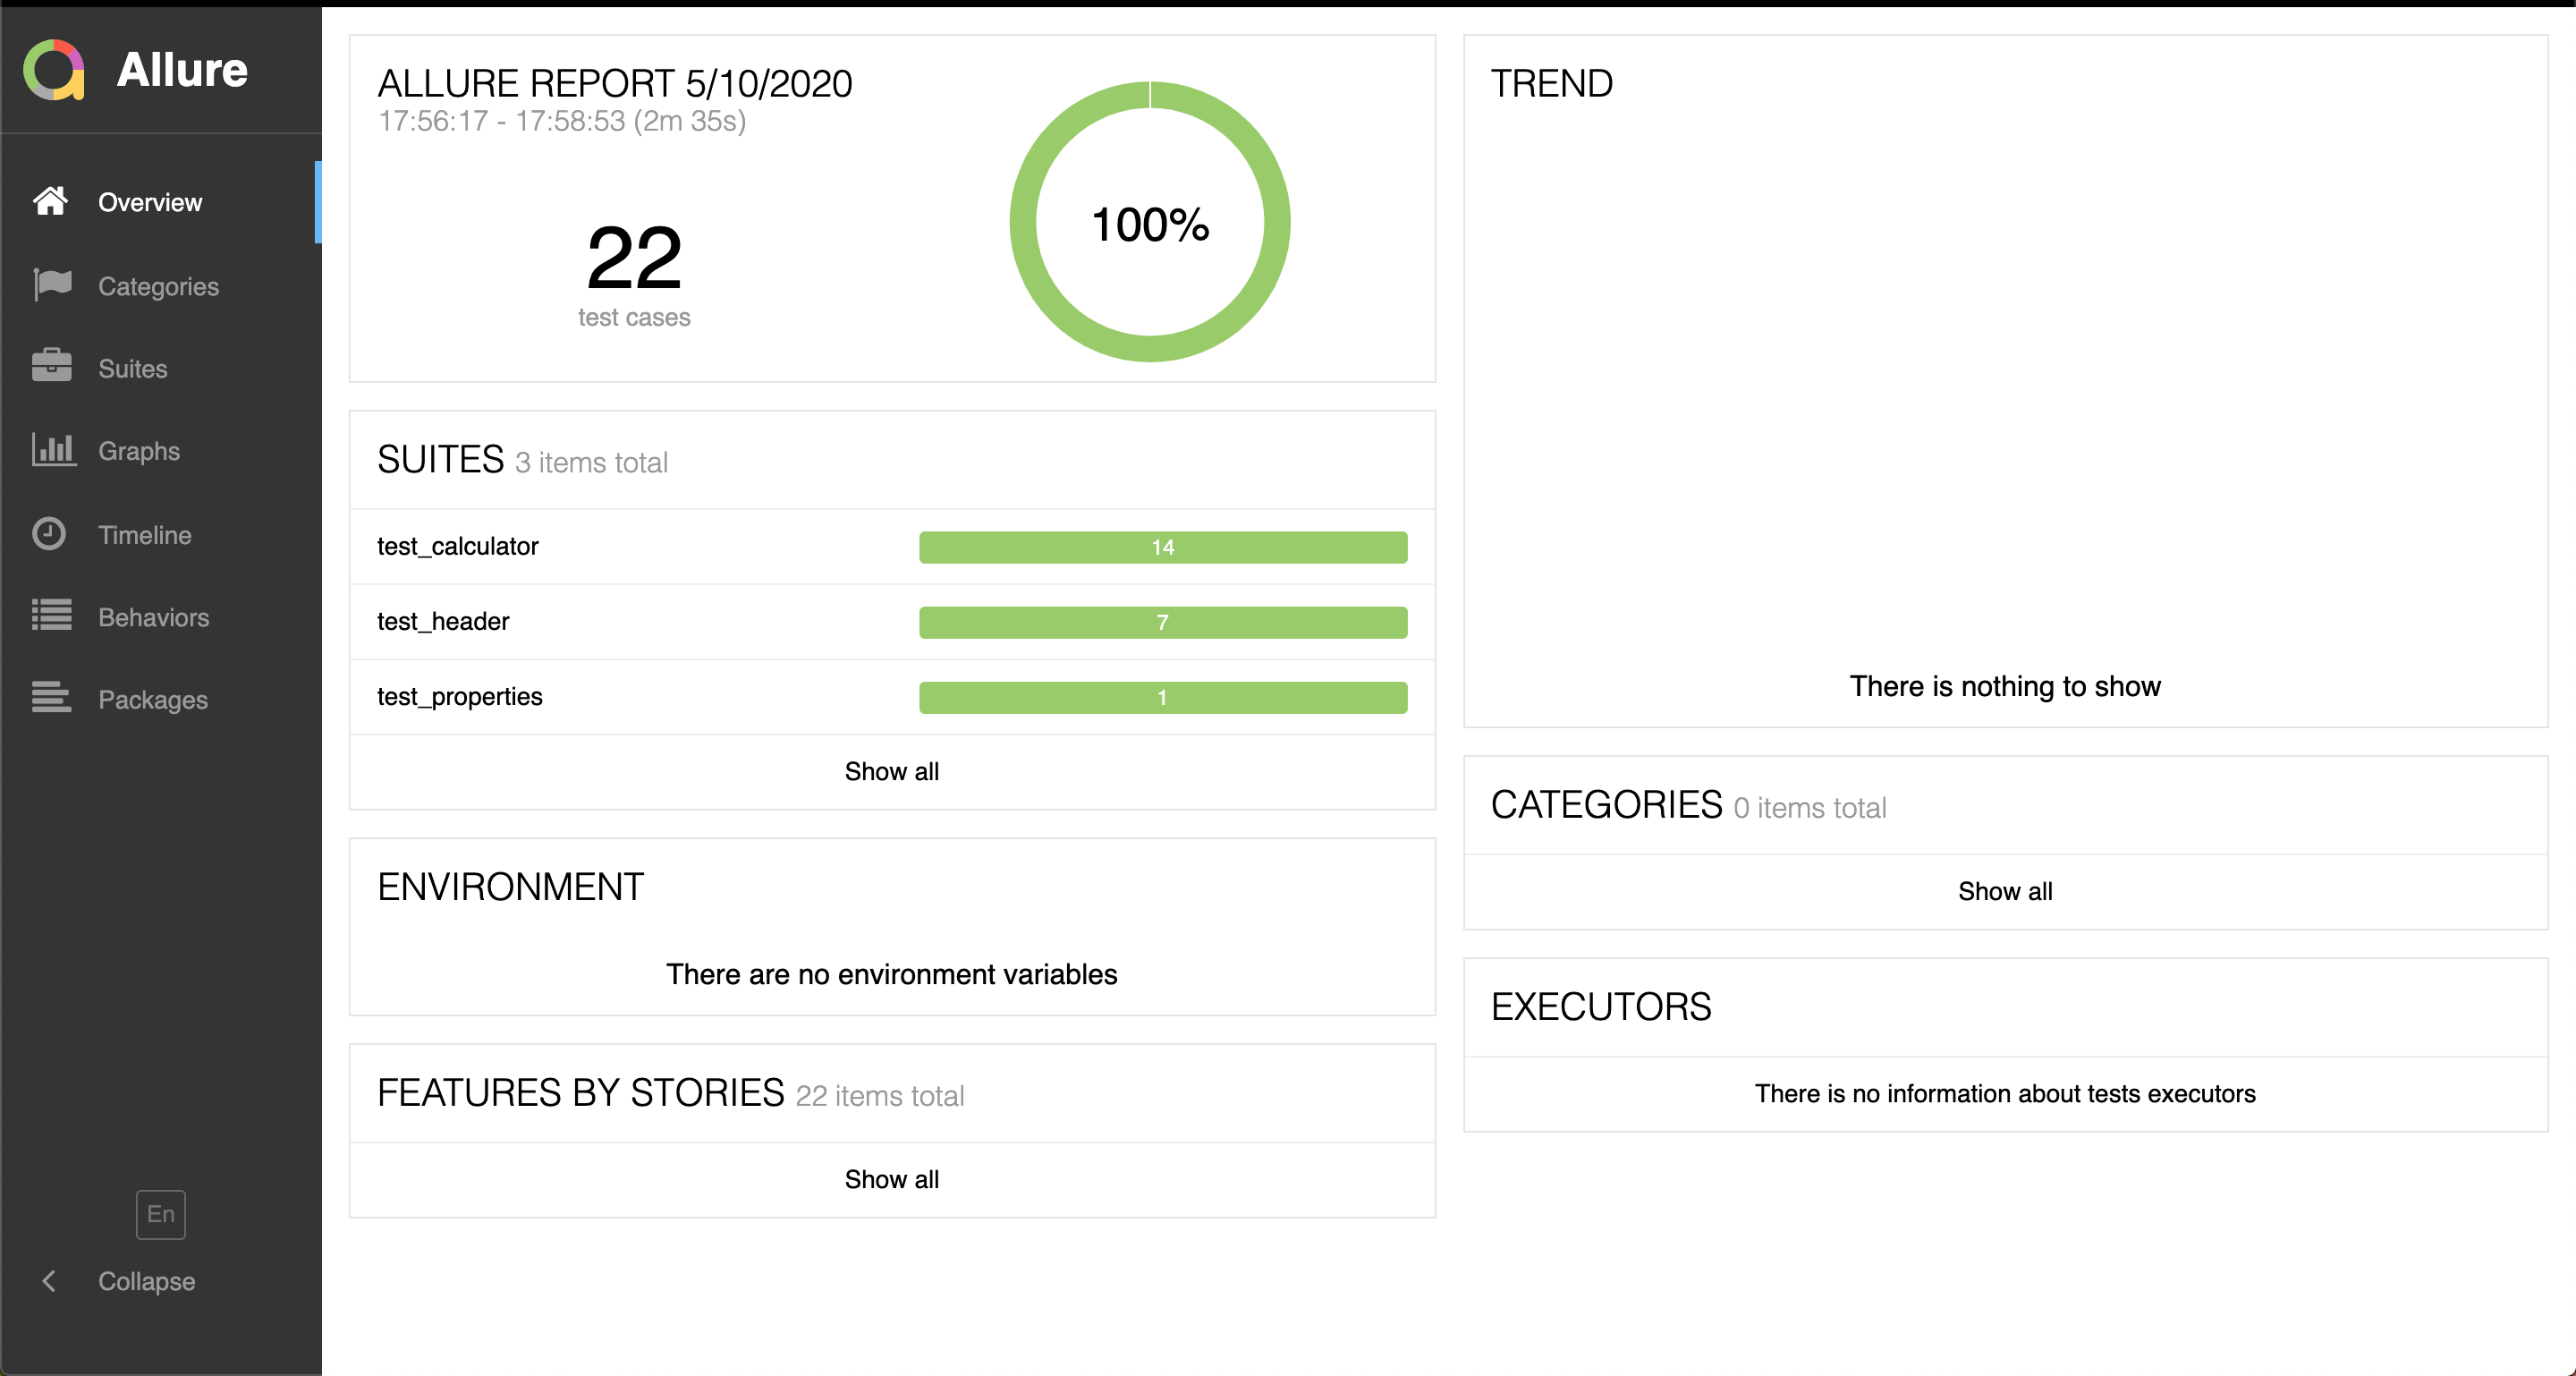 Allure
Overview
Categories
Suites
Graphs
Timeline
Behaviors
Packages
En
Collapse
ALLURE REPORT 5/10/2020
17:56:17 - 17:58:53 (2m 35s)
22
test cases
100%
SUITES 3 items total
test_calculator 14
test_header 7
test_properties 1
Show all
ENVIRONMENT
There are no environment variables
FEATURES BY STORIES 22 items total
Show all
TREND
There is nothing to show
CATEGORIES 0 items total
Show all
EXECUTORS
There is no information about tests executors